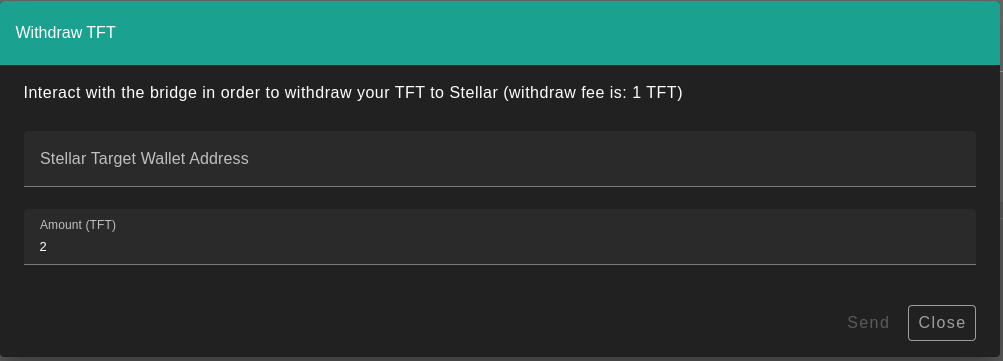 Withdraw TFT
Interact with the bridge in order to withdraw your TFT to Stellar (withdraw fee is: 1 TFT)
Stellar Target Wallet Address
Amount (TFT)
2
Send Close